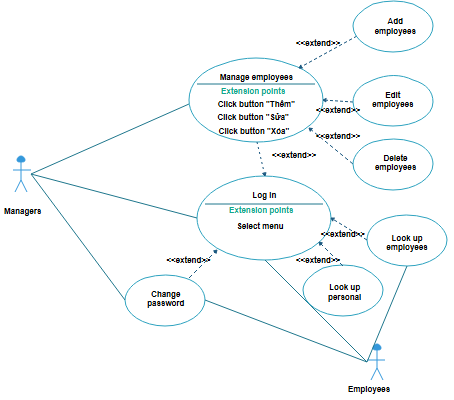 Add
employees
<<extend>>
Manage employees
Extension points
Click button "Thêm"
Click button "Sửa"
Click button "Xóa"
<<extend>>
Edit
employees
<<extend>>
Delete
employees
<<extend>>
Managers
Log in
Extension points
Select menu
<<extend>>
Look up
employees
<<extend>>
<<extend>>
Look up
personal
Change
password
Employees